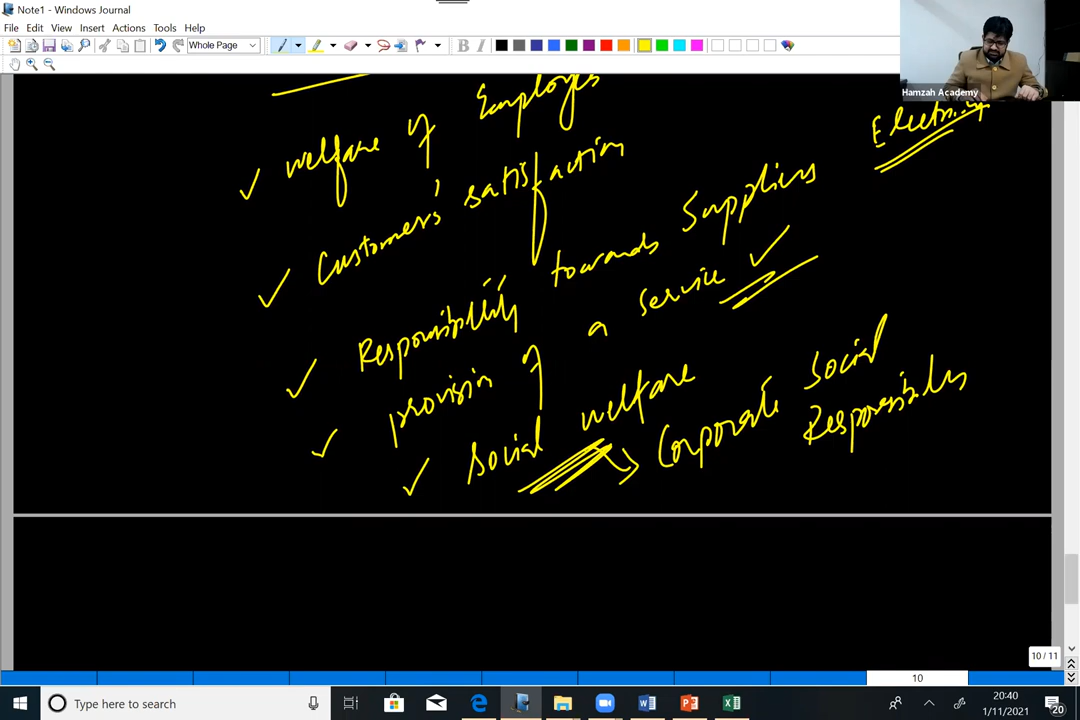 Note1 - Windows Journal
File Edit View Insert Actions Tools Help
Whole Page
B I
Hamzah Academy
welfare of Employes
Electricity
Customers' satisfaction
Responsibility towards Suppliers
provision of a service
Social welfare
Corporate Social
Responsibility
10 / 11
10
Type here to search
20:40
1/11/2021
20